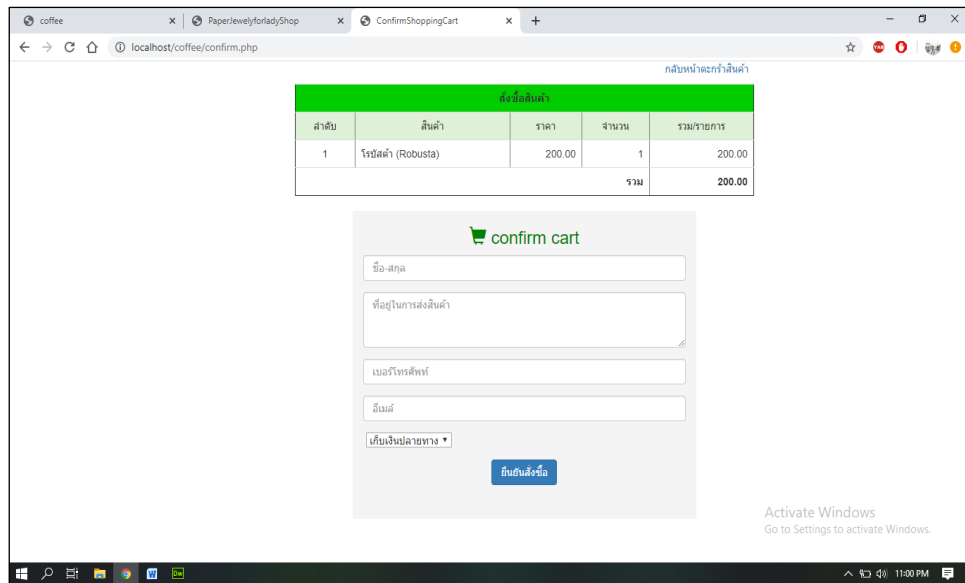 coffee
PaperJewelyforladyShop
ConfirmShoppingCart
localhost/coffee/confirm.php
กลับหน้าตะกร้าสินค้า
สั่งซื้อสินค้า
ลำดับ สินค้า ราคา จำนวน รวม/รายการ
1 โรบัสต้า (Robusta) 200.00 1 200.00
รวม 200.00
confirm cart
ชื่อ-สกุล
ที่อยู่ในการส่งสินค้า
เบอร์โทรศัพท์
อีเมล์
เก็บเงินปลายทาง
ยืนยันสั่งซื้อ
Activate Windows
Go to Settings to activate Windows.
W Dw 11:00 PM